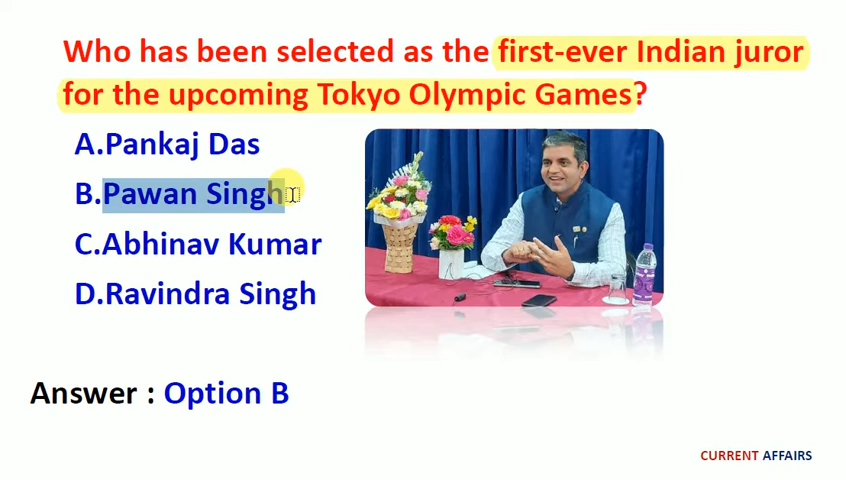 Who has been selected as the first-ever Indian juror
for the upcoming Tokyo Olympic Games?
A.Pankaj Das
B.Pawan Singh
C.Abhinav Kumar
D.Ravindra Singh
Answer : Option B
CURRENT AFFAIRS